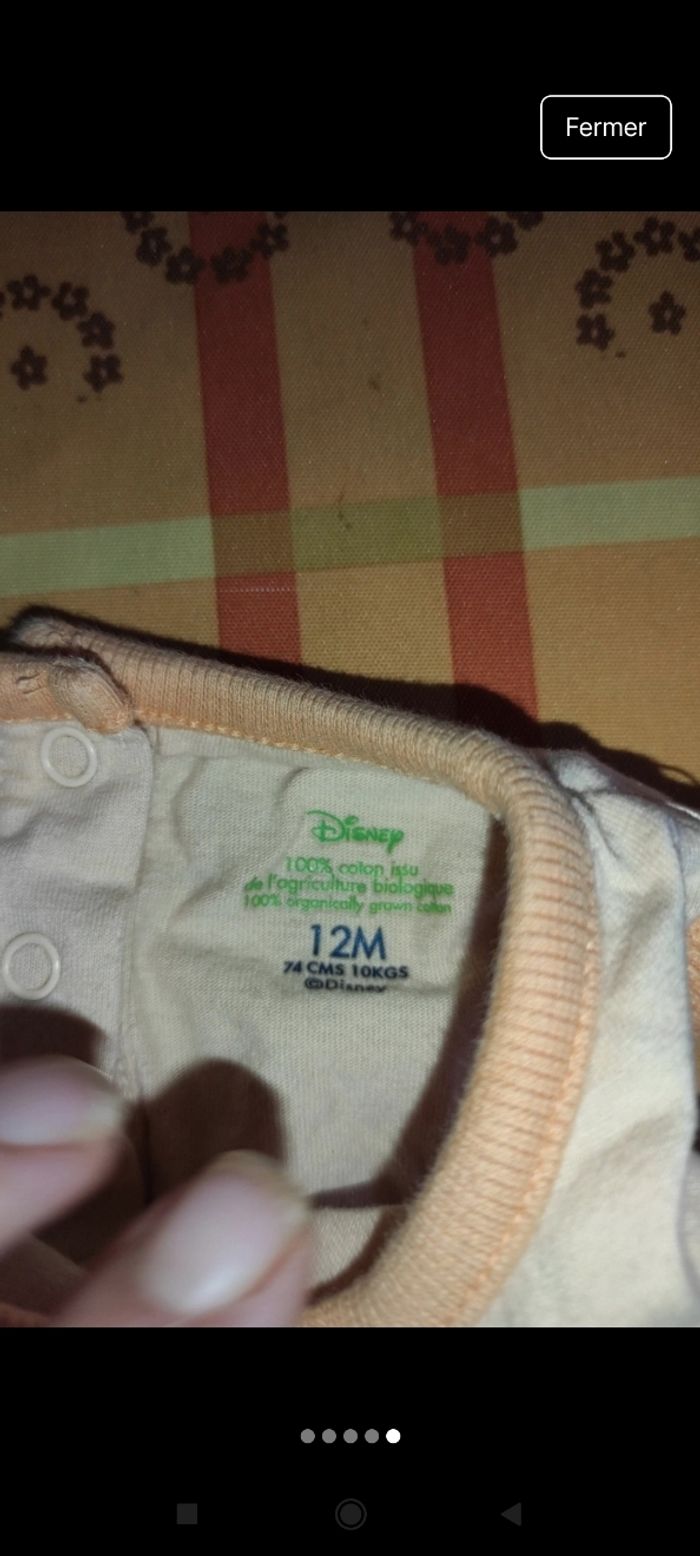 Fermer
Disney
100% coton issu
de l'agriculture biologique
100% organically grown cotton
12M
74 CMS 10KGS
©Disney